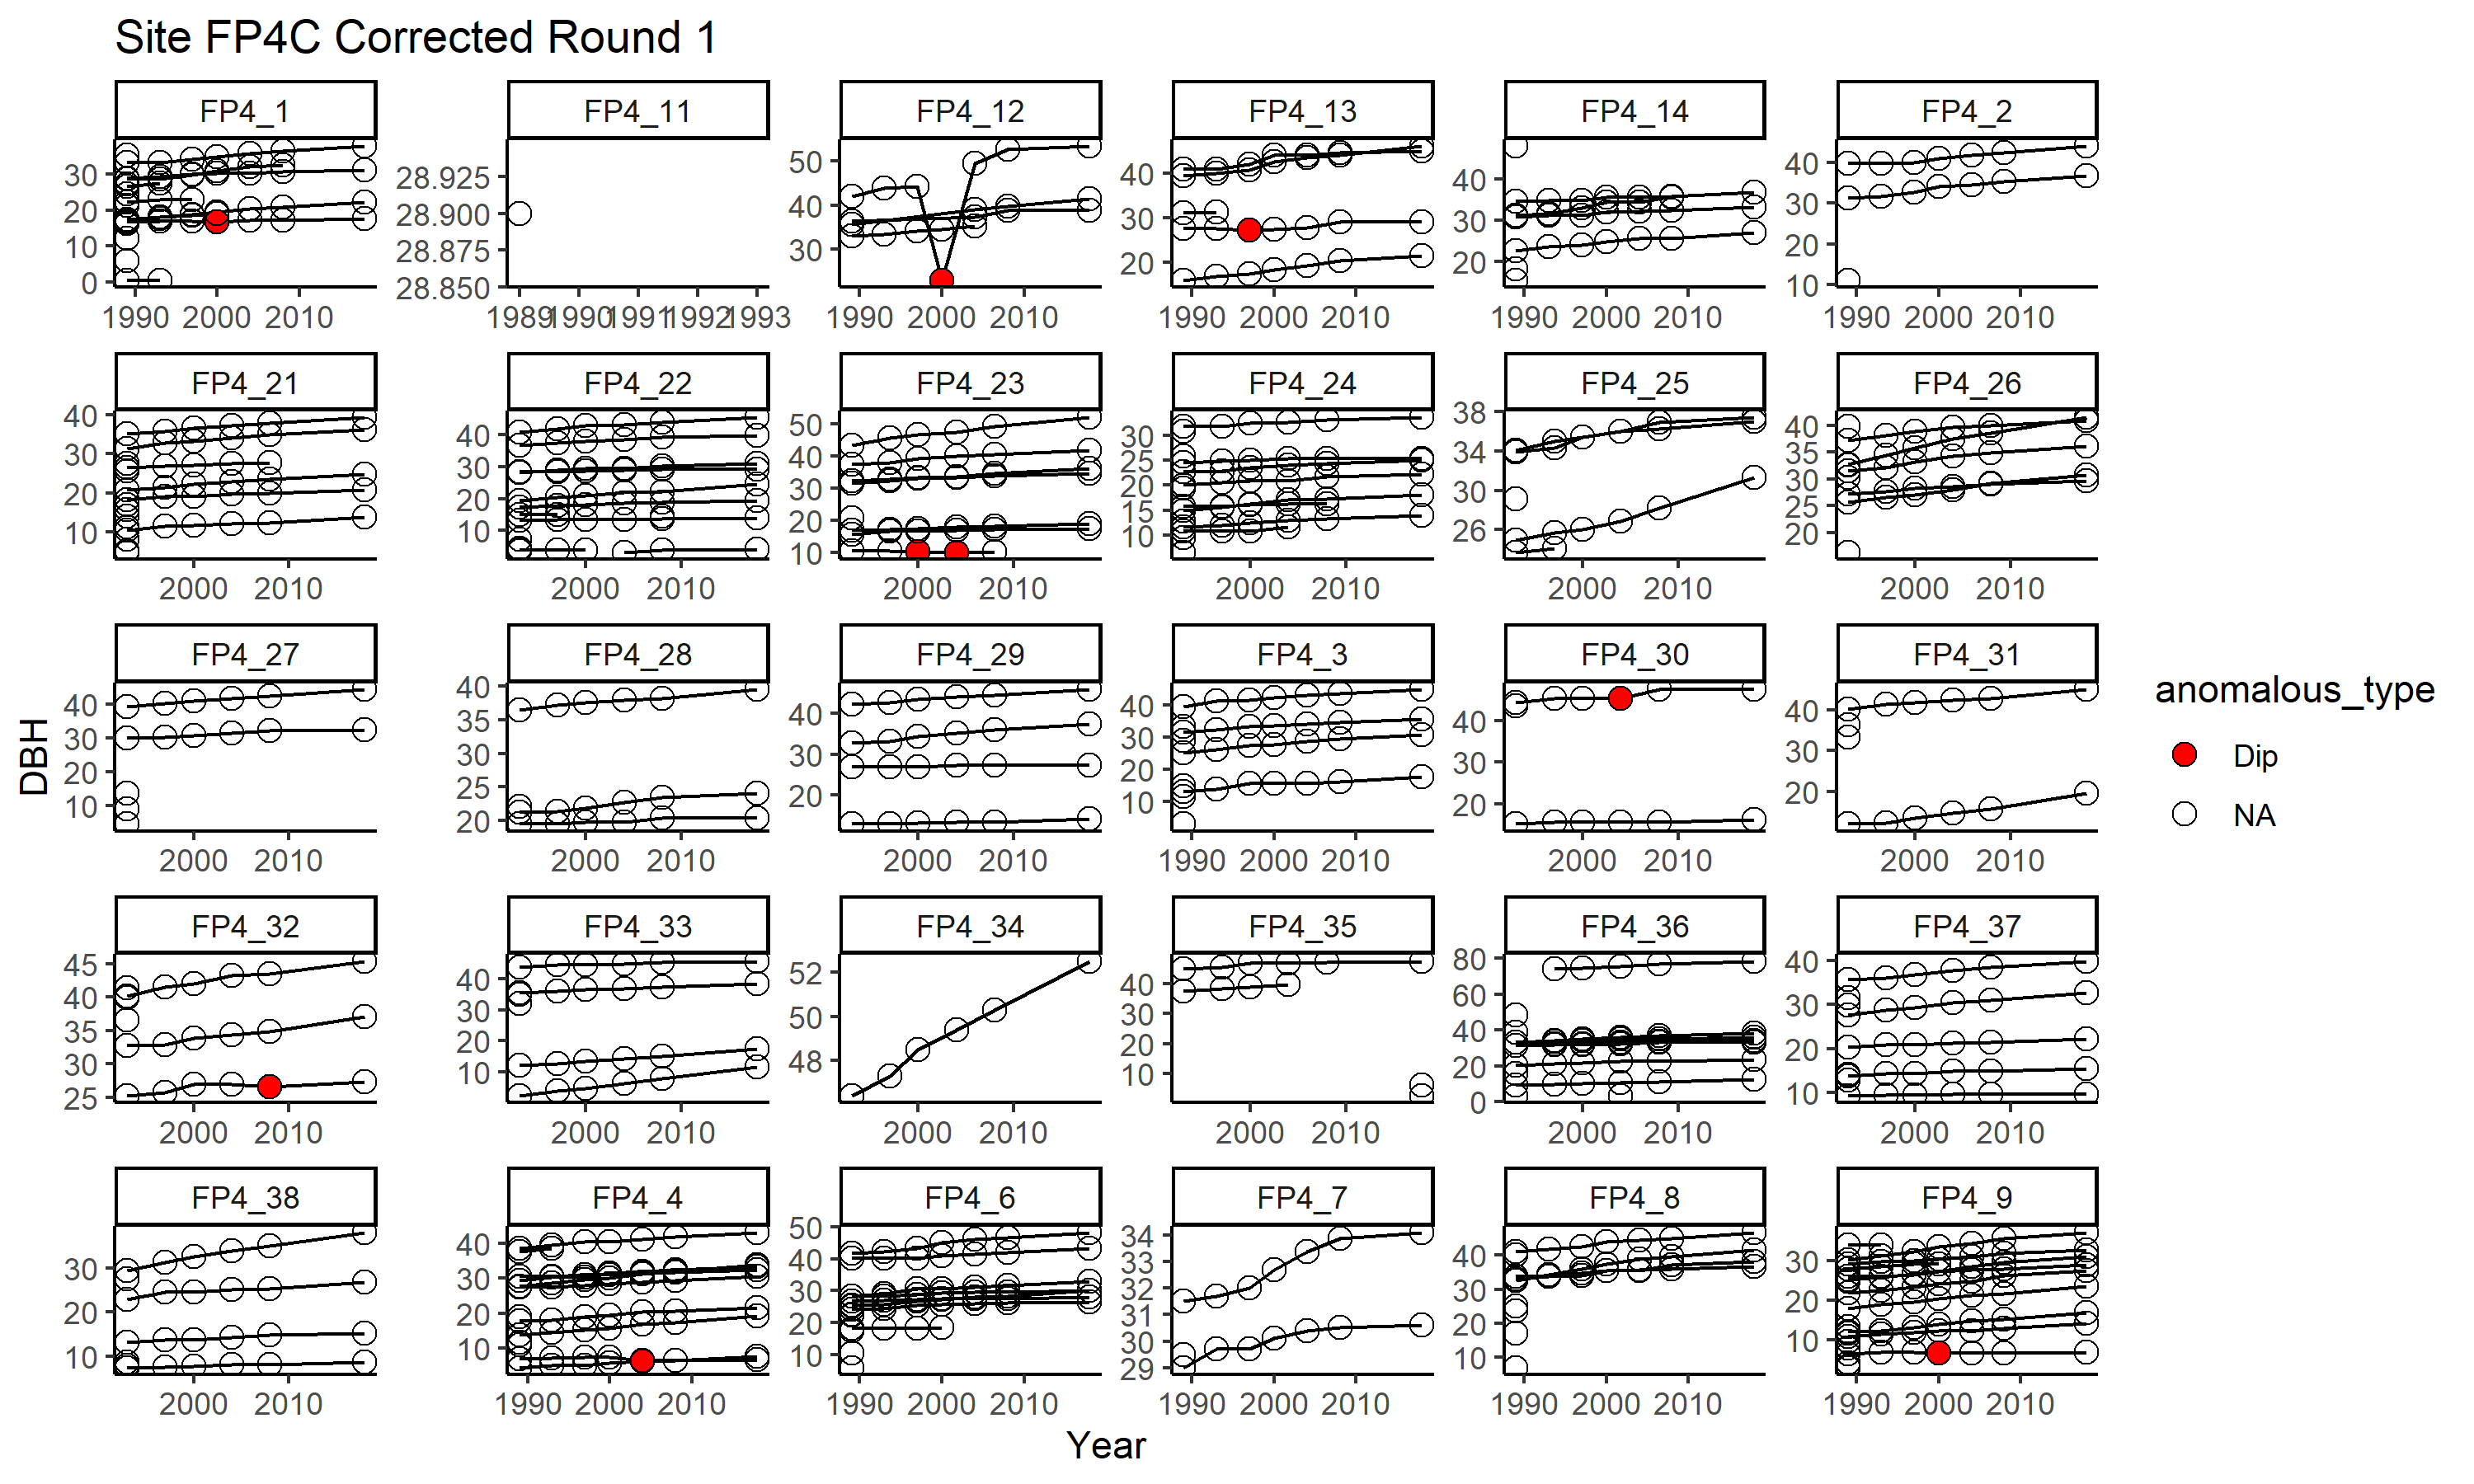 Site FP4C Corrected Round 1
FP4_1 FP4_11 FP4_12 FP4_13 FP4_14 FP4_2
30 20 10 0
28.925 28.900 28.875 28.850
50 40 30
40 30 20
40 30 20
40 30 20 10
1990 2000 2010 1989 1990 1991 1992 1993 1990 2000 2010 1990 2000 2010 1990 2000 2010 1990 2000 2010
FP4_21 FP4_22 FP4_23 FP4_24 FP4_25 FP4_26
40 30 20 10
40 30 20 10
50 40 30 20 10
30 25 20 15 10
38 34 30 26
40 35 30 25 20
2000 2010 2000 2010 2000 2010 2000 2010 2000 2010 2000 2010
FP4_27 FP4_28 FP4_29 FP4_3 FP4_30 FP4_31
40 30 20 10
40 35 30 25 20
40 30 20
40 30 20 10
40 30 20
40 30 20
2000 2010 2000 2010 2000 2010 1990 2000 2010 2000 2010 2000 2010
FP4_32 FP4_33 FP4_34 FP4_35 FP4_36 FP4_37
45 40 35 30 25
40 30 20 10
52 50 48
40 30 20 10
80 60 40 20 0
40 30 20 10
2000 2010 2000 2010 2000 2010 2000 2010 2000 2010 2000 2010
FP4_38 FP4_4 FP4_6 FP4_7 FP4_8 FP4_9
30 20 10
40 30 20 10
50 40 30 20 10
34 33 32 31 30 29
40 30 20 10
30 20 10
2000 2010 1990 2000 2010 1990 2000 2010 1990 2000 2010 1990 2000 2010 1990 2000 2010
DBH
Year
anomalous_type
Dip
NA